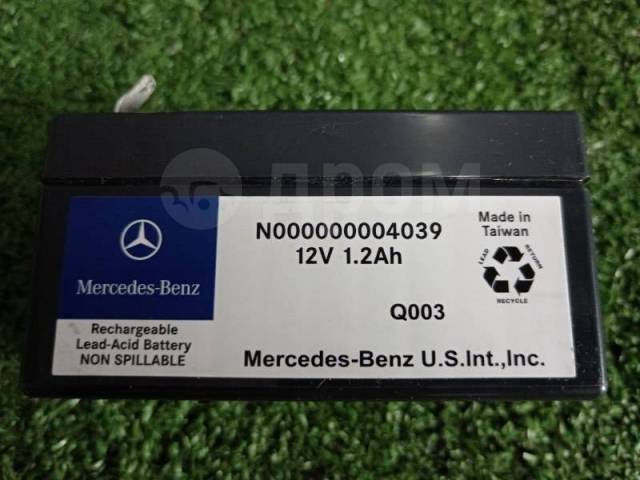 ДРОМ
N000000004039
12V 1.2Ah
Made in
Taiwan
LEAD
RETURN
RECYCLE
Mercedes-Benz
Q003
Rechargeable
Lead-Acid Battery
NON SPILLABLE
Mercedes-Benz U.S.Int.,Inc.